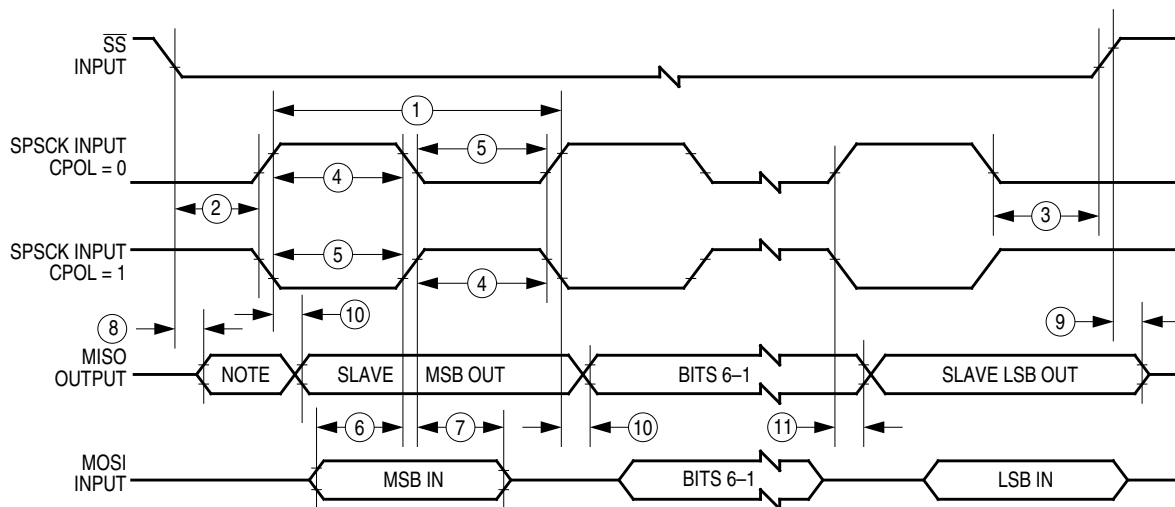 SS
INPUT
1
SPSCK INPUT
CPOL = 0
5
4
2
3
SPSCK INPUT
CPOL = 1
5
4
8
10
9
MISO
OUTPUT
NOTE
SLAVE MSB OUT
BITS 6–1
SLAVE LSB OUT
6
7
10
11
MOSI
INPUT
MSB IN
BITS 6–1
LSB IN